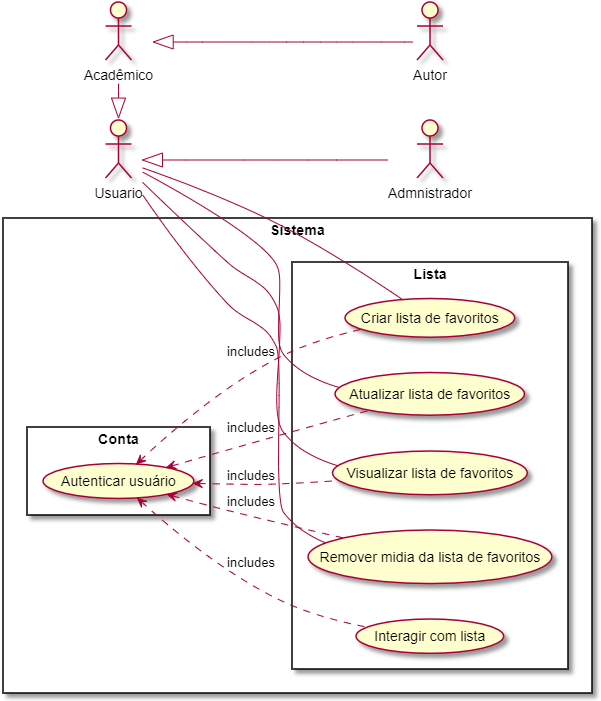 Acadêmico
Autor
Usuario
Admnistrador
Sistema
Lista
Criar lista de favoritos
includes
Atualizar lista de favoritos
includes
Conta
Autenticar usuário
Visualizar lista de favoritos
includes
includes
Remover midia da lista de favoritos
includes
Interagir com lista